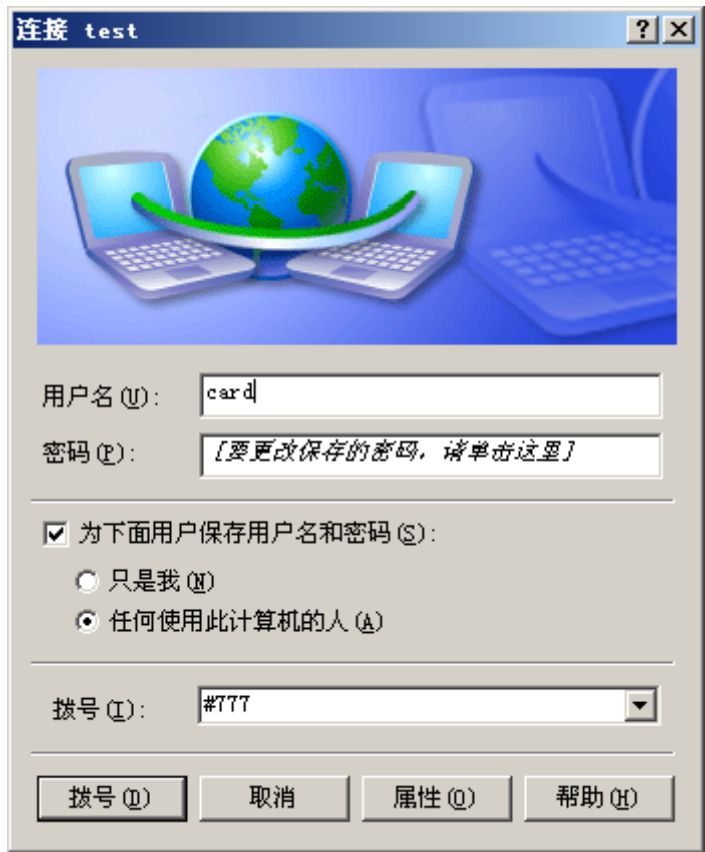 连接 test
用户名(U): card
密码(P): [要更改保存的密码，请单击这里]
为下面用户保存用户名和密码(S):
只是我(N)
任何使用此计算机的人(A)
拨号(I): #777
拨号(D) 取消 属性(O) 帮助(H)